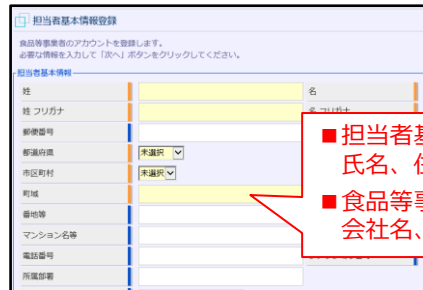 担当者基本情報登録
食品等事業者のアカウントを登録します。
必要な情報を入力して「次へ」ボタンをクリックしてください。
担当者基本情報
姓
名
姓 フリガナ
郵便番号
都道府県
未選択
市区町村
未選択
町域
番地等
マンション名等
電話番号
所属部署
■担当者基
氏名、
■食品等事
会社名、